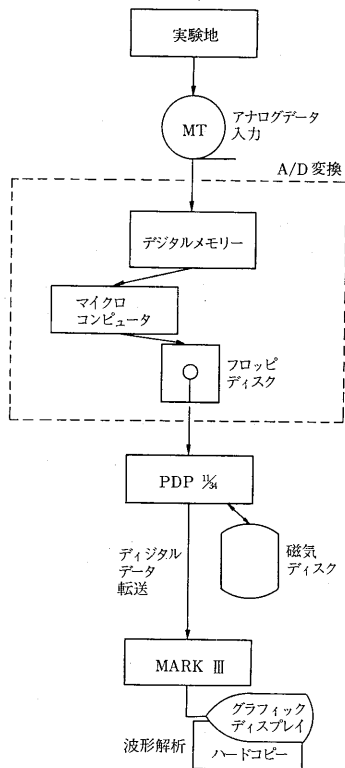 実験地
MT
アナログデータ
入力
A/D変換
デジタルメモリー
マイクロ
コンピュータ
フロッピ
ディスク
PDP 11/34
ディジタル
データ
転送
磁気
ディスク
MARK Ⅲ
グラフィック
ディスプレイ
波形解析
ハードコピー